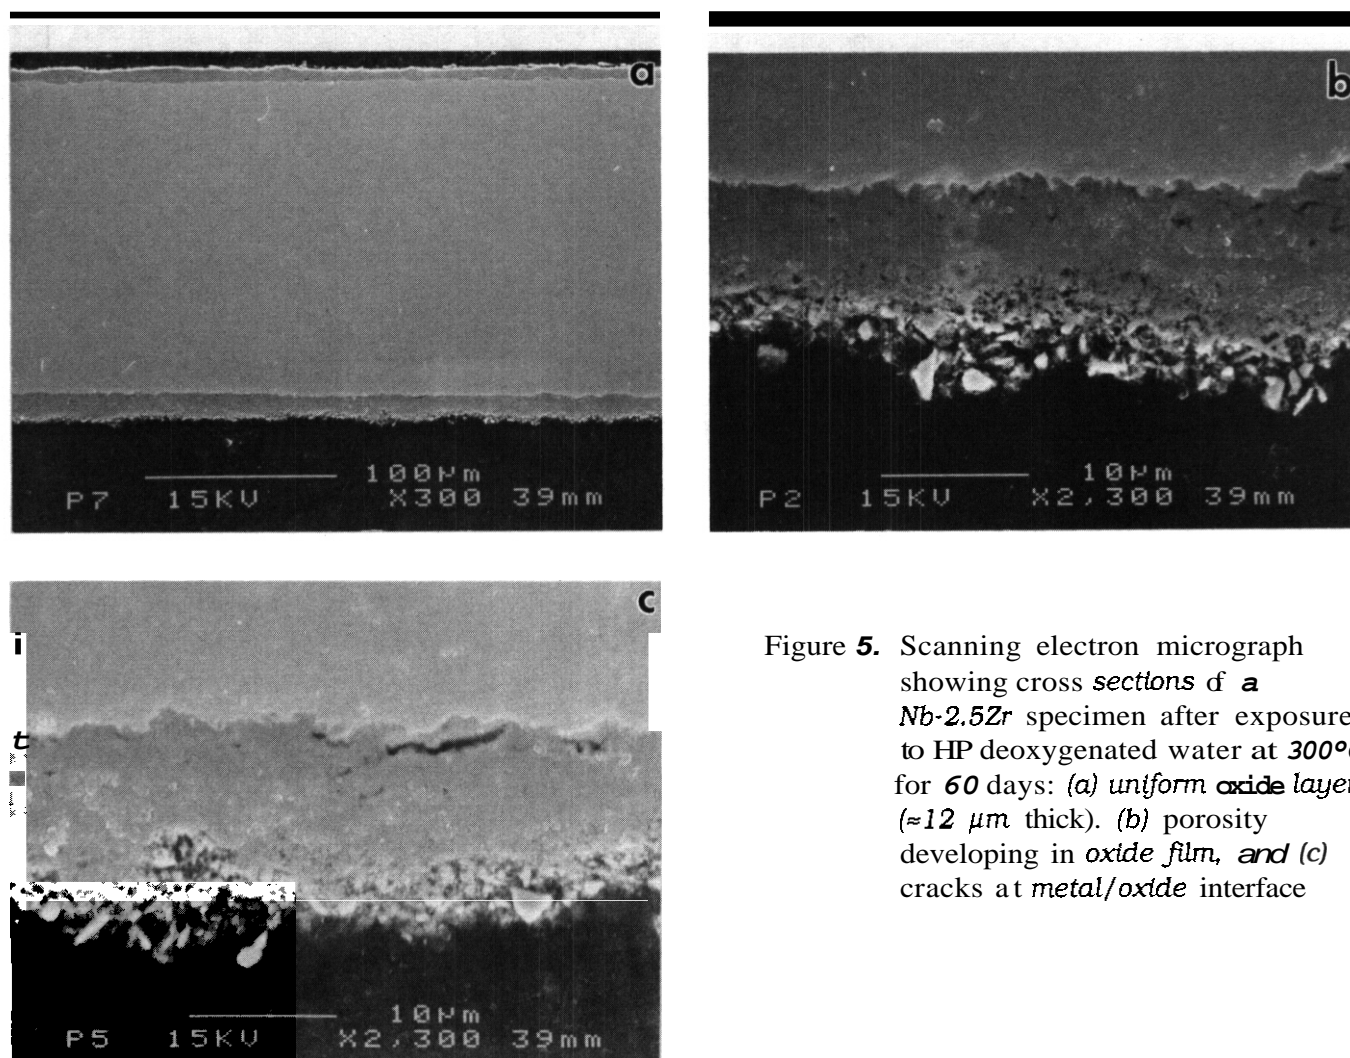 a
100µm
P7 15KV X300 39mm
b
10µm
P2 15KV X2,300 39mm
c
i
t
10µm
P5 15KV X2,300 39mm
Figure 5. Scanning electron micrograph
showing cross sections of a
Nb-2.5Zr specimen after exposure
to HP deoxygenated water at 300°
for 60 days: (a) uniform oxide layer
(≈12 µm thick). (b) porosity
developing in oxide film, and (c)
cracks at metal/oxide interface